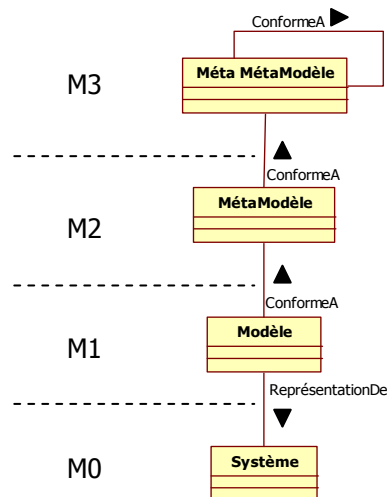 ConformeA
Méta MétaModèle
M3
ConformeA
MétaModèle
M2
ConformeA
Modèle
M1
ReprésentationDe
Système
M0